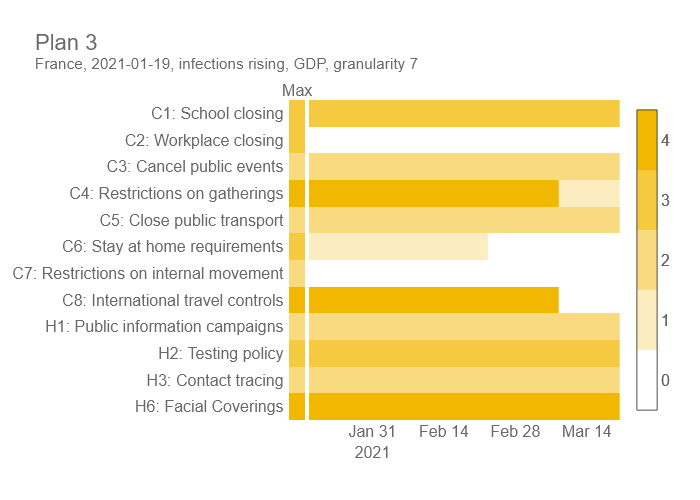 Plan 3
France, 2021-01-19, infections rising, GDP, granularity 7
Max
C1: School closing
C2: Workplace closing
C3: Cancel public events
C4: Restrictions on gatherings
C5: Close public transport
C6: Stay at home requirements
C7: Restrictions on internal movement
C8: International travel controls
H1: Public information campaigns
H2: Testing policy
H3: Contact tracing
H6: Facial Coverings
Jan 31 Feb 14 Feb 28 Mar 14
2021
4
3
2
1
0